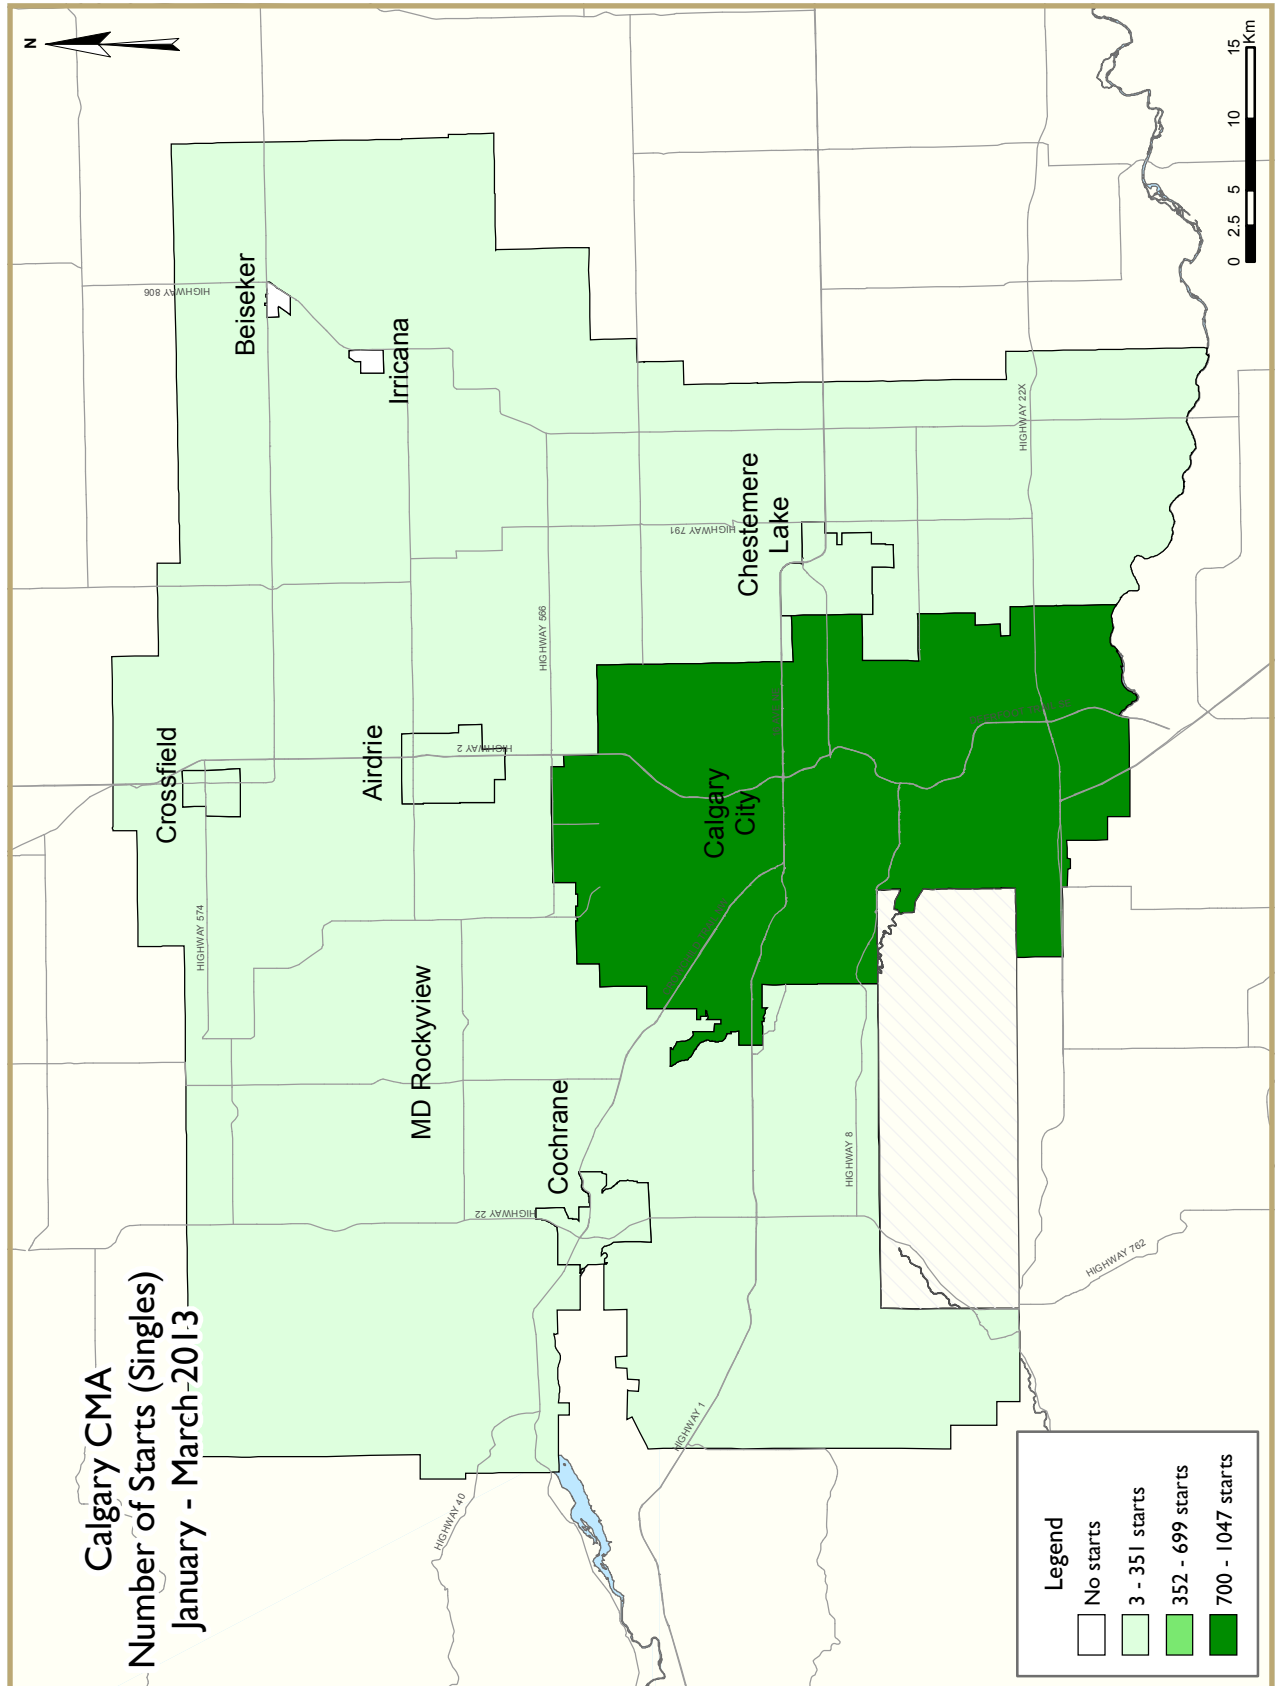 Calgary CMA
Number of Starts (Singles)
January - March 2013
N
HIGHWAY 806
Beiseker
Irricana
Crossfield
HIGHWAY 574
Airdrie
HIGHWAY 2
HIGHWAY 566
MD Rockyview
Cochrane
HIGHWAY 22
HIGHWAY 40
HIGHWAY 1
HIGHWAY 791
Chestemere
Lake
Calgary
City
HIGHWAY 8
HIGHWAY 22X
HIGHWAY 762
Legend
No starts
3 - 351 starts
352 - 699 starts
700 - 1047 starts
0 2.5 5 10 15
Km